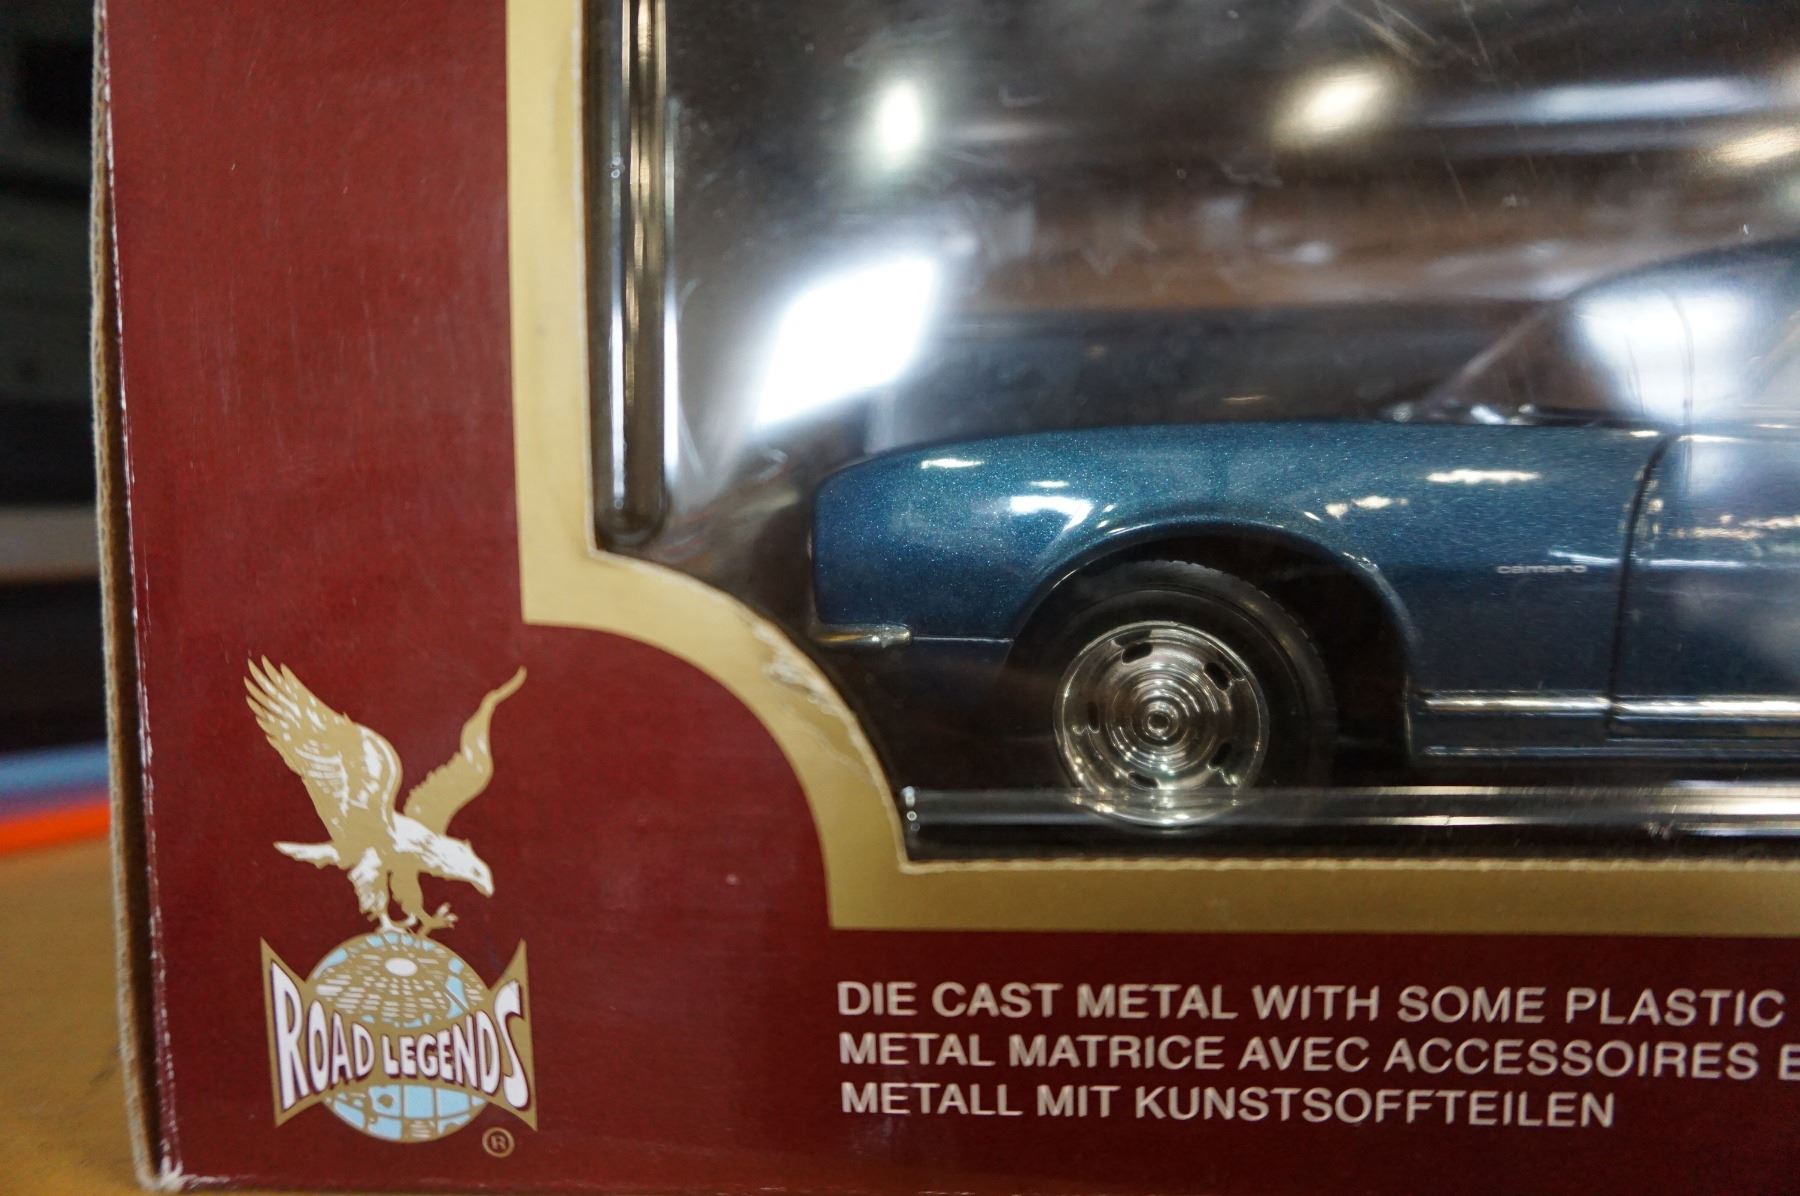 camaro
ROAD LEGENDS
®
DIE CAST METAL WITH SOME PLASTIC
METAL MATRICE AVEC ACCESSOIRES E
METALL MIT KUNSTSOFFTEILEN